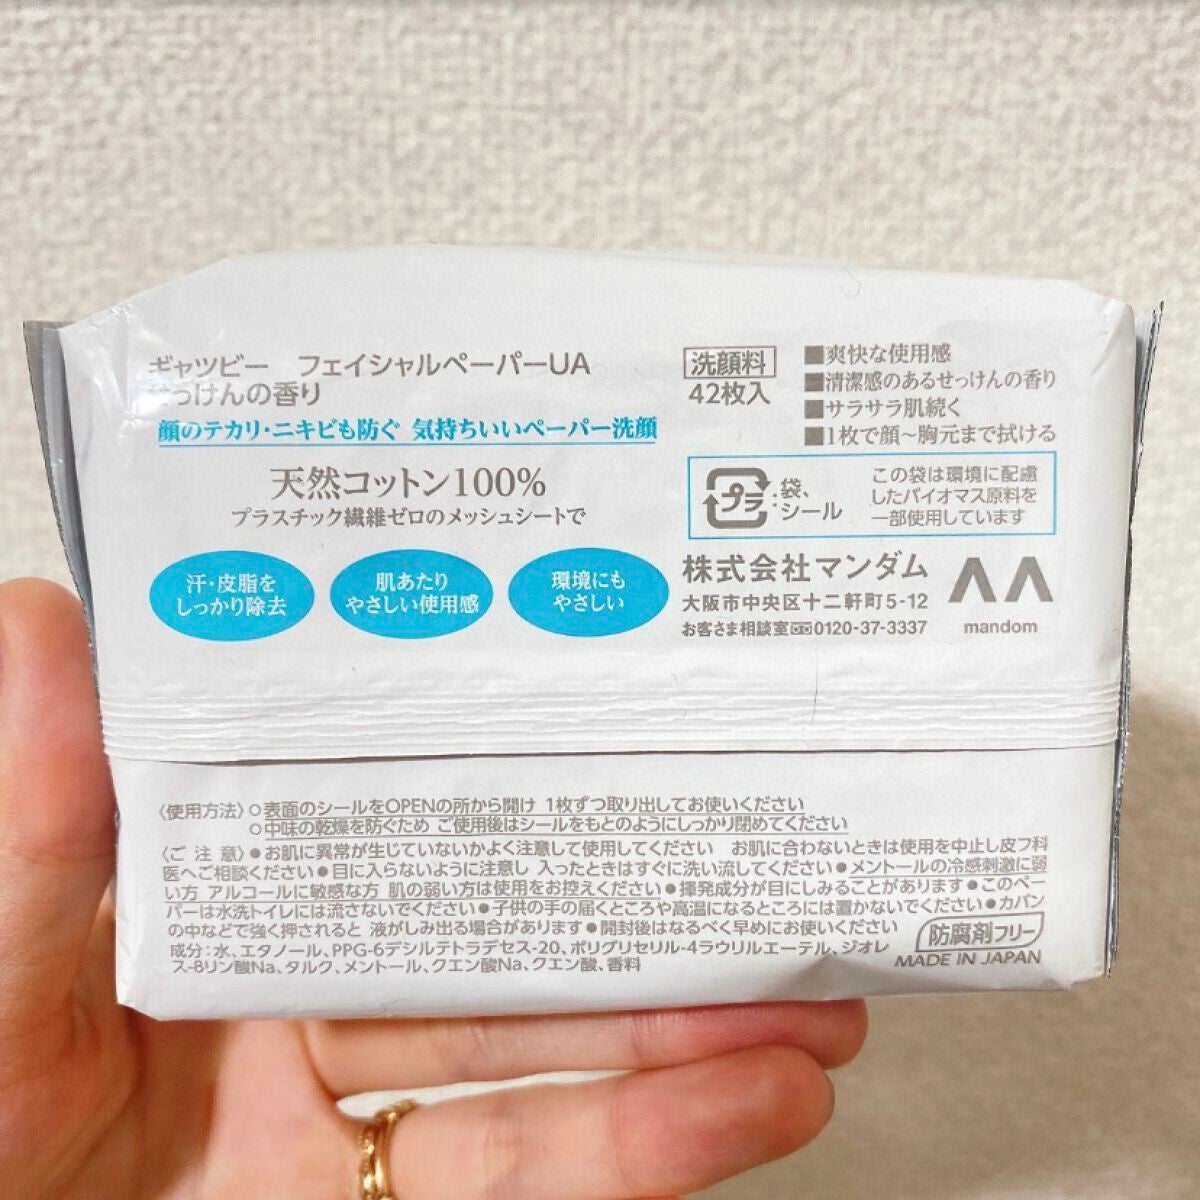 ギャツビー フェイシャルペーパーUA
せっけんの香り
顔のテカリ・ニキビも防ぐ 気持ちいいペーパー洗顔
天然コットン100%
プラスチック繊維ゼロのメッシュシートで
汗・皮脂を
しっかり除去
肌あたり
やさしい使用感
環境にも
やさしい
洗顔料
42枚入
■爽快な使用感
■清潔感のあるせっけんの香り
■サラサラ肌続く
■1枚で顔～胸元まで拭ける
プラ
:袋、
シール
この袋は環境に配慮
したバイオマス原料を
一部使用しています
株式会社マンダム
大阪市中央区十二軒町5-12
お客さま相談室 0120-37-3337
mandom
〈使用方法〉○表面のシールをOPENの所から開け 1枚ずつ取り出してお使いください
○中味の乾燥を防ぐため ご使用後はシールをもとのようにしっかり閉めてください
〈ご注意〉●お肌に異常が生じていないかよく注意して使用してください お肌に合わないときは使用を中止し皮フ科
医へご相談ください●目に入らないように注意し 入ったときはすぐに洗い流してください●メントールの冷感刺激に弱
い方 アルコールに敏感な方 肌の弱い方は使用をお控えください●揮発成分が目にしみることがあります●このペー
パーは水洗トイレには流さないでください●子供の手の届くところや高温になるところには置かないでください●カバン
の中などで強く押されると 液がしみ出る場合があります●開封後はなるべく早めにお使いください
成分:水、エタノール、PPG-6デシルテトラデセス-20、ポリグリセリル-4ラウリルエーテル、ジオレ
ス-8リン酸Na、タルク、メントール、クエン酸Na、クエン酸、香料
防腐剤フリー
MADE IN JAPAN